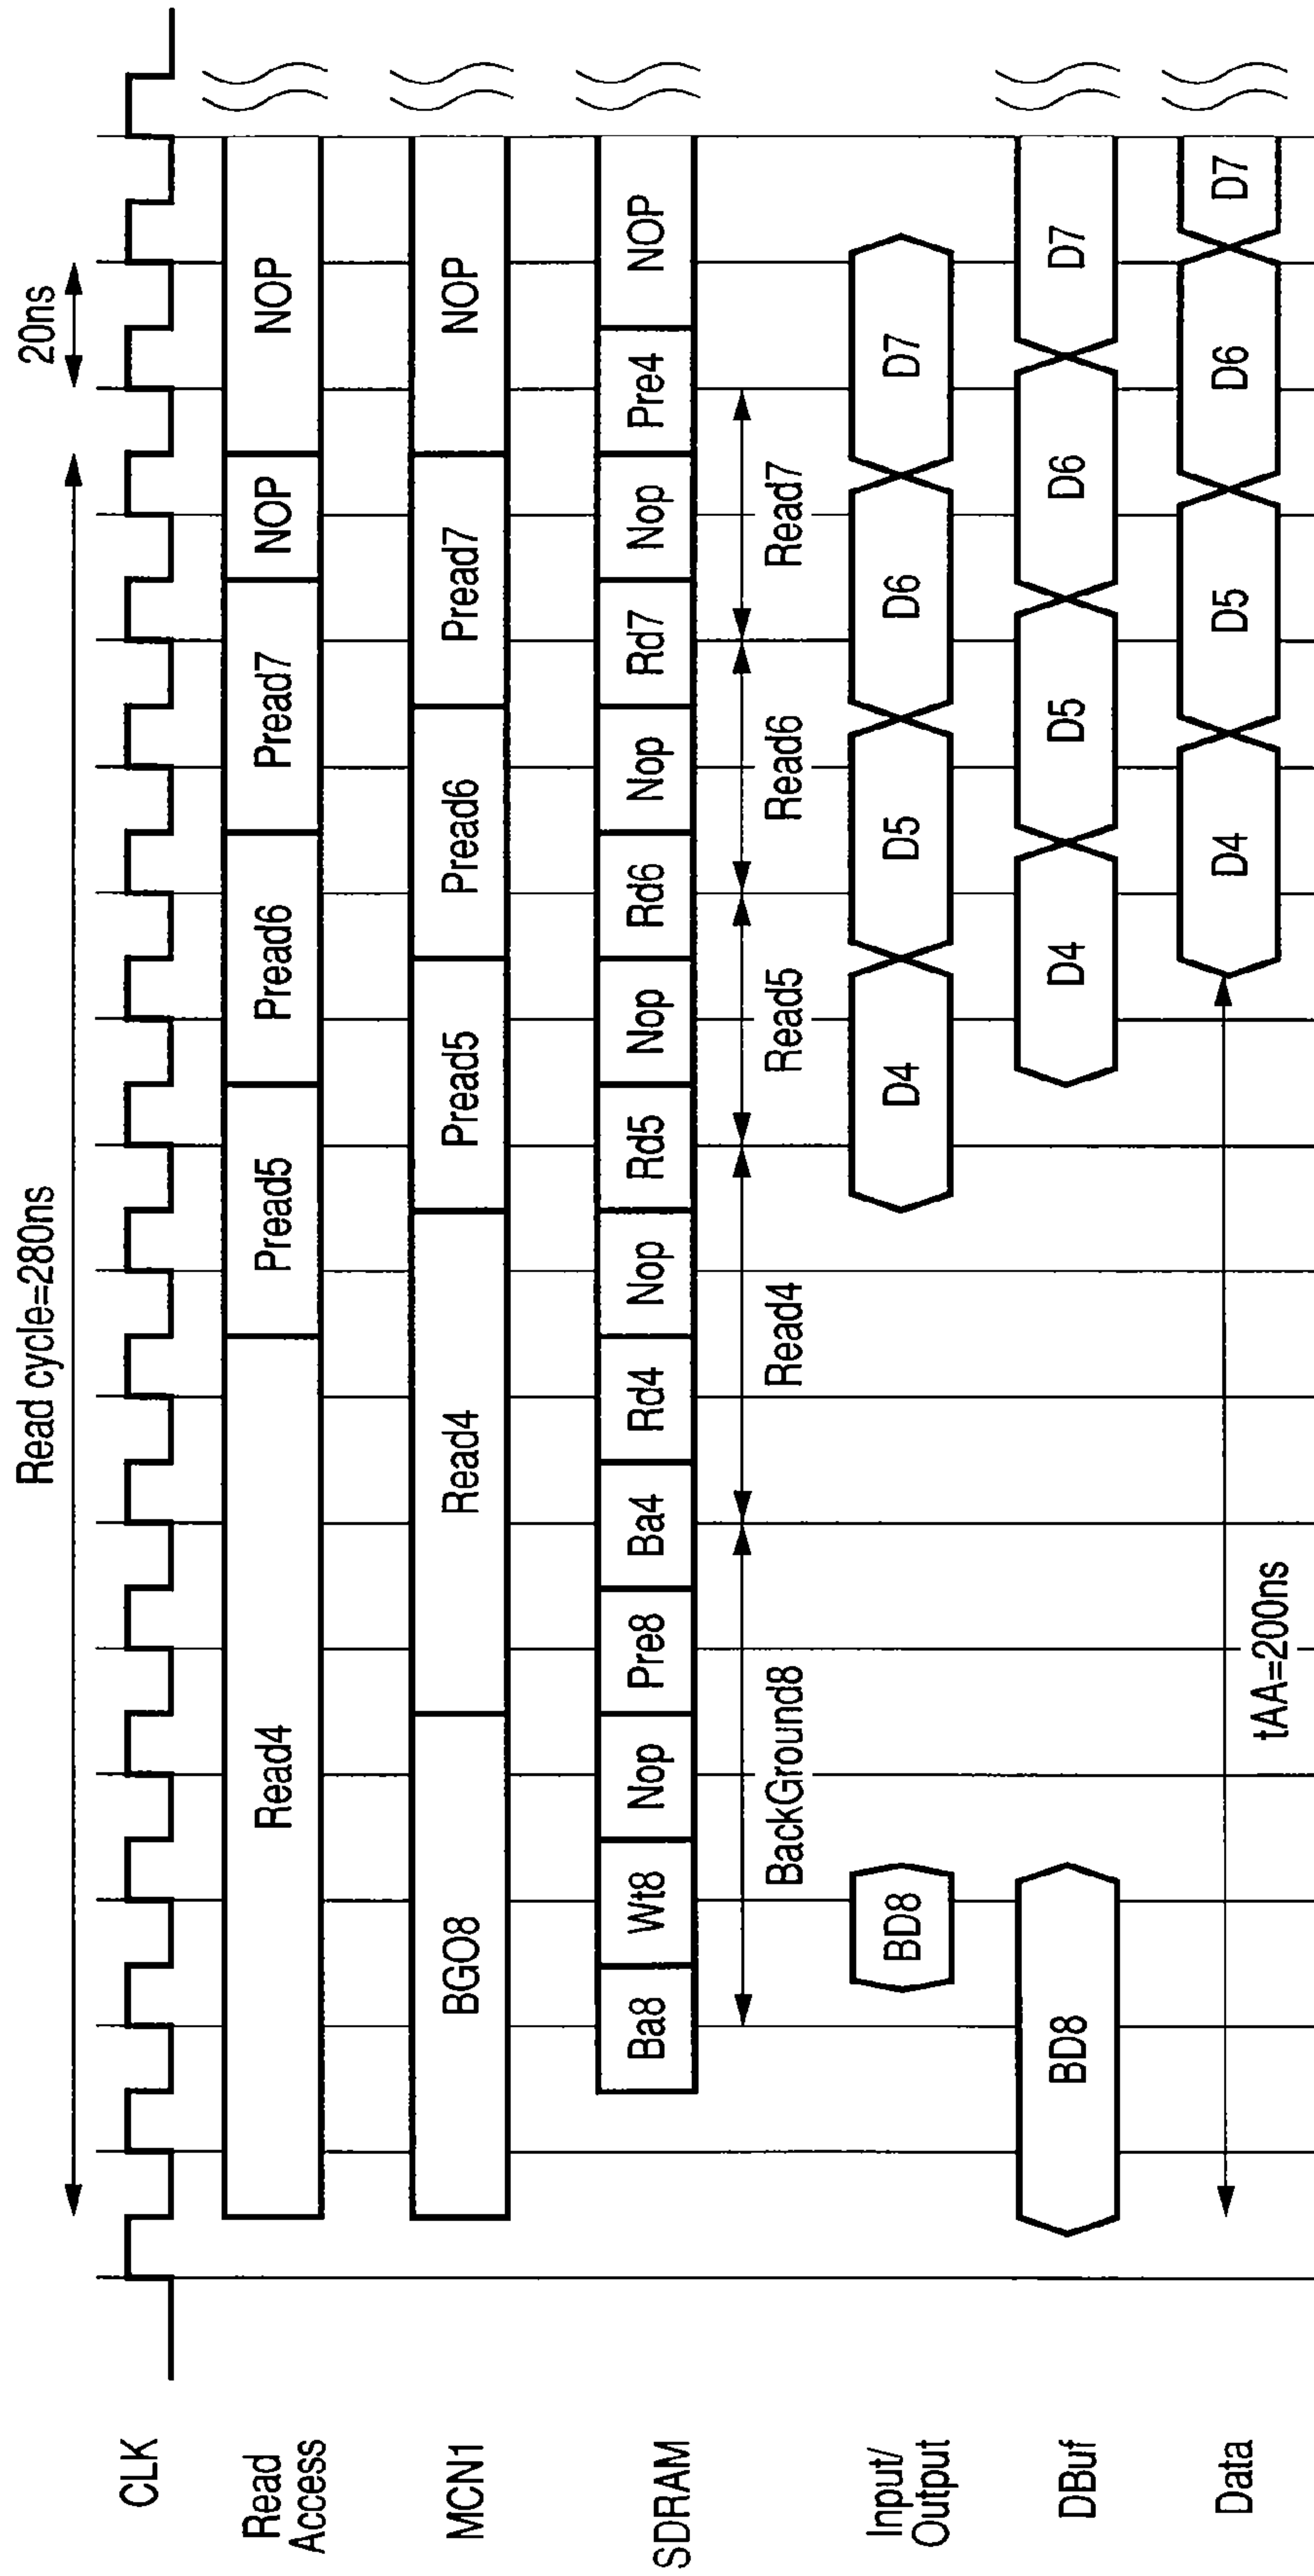 Read cycle=280ns
20ns
CLK
Read
Access
Read4
Pread5
Pread6
Pread7
NOP
NOP
MCN1
BGO8
Read4
Pread5
Pread6
Pread7
NOP
SDRAM
Ba8
Wt8
Nop
Pre8
Ba4
Rd4
Nop
Rd5
Nop
Rd6
Nop
Rd7
Nop
Pre4
NOP
BackGround8
Read4
Read5
Read6
Read7
Input/
Output
BD8
D4
D5
D6
D7
DBuf
BD8
D4
D5
D6
D7
Data
D4
D5
D6
D7
tAA=200ns